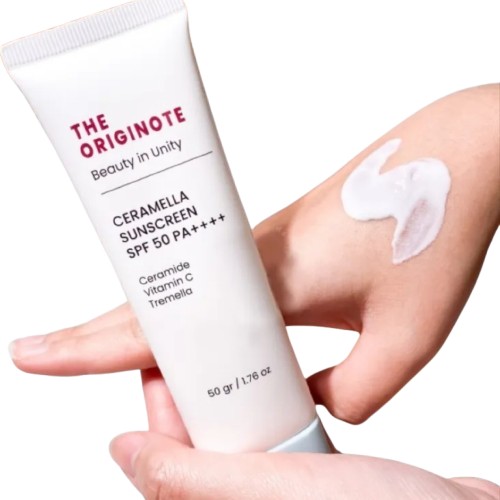 THE
ORIGINOTE
Beauty in Unity
CERAMELLA
SUNSCREEN
SPF 50 PA++++
Ceramide
Vitamin C
Tremella
50 gr / 1.76 oz